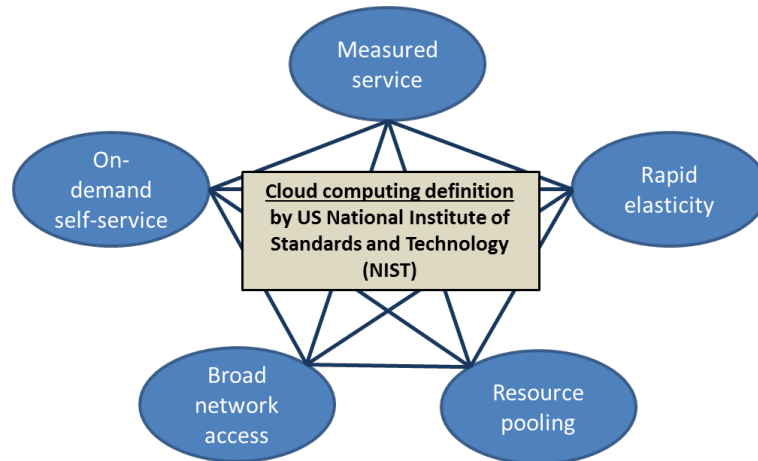 Measured
service
On-
demand
self-service
Cloud computing definition
by US National Institute of
Standards and Technology
(NIST)
Rapid
elasticity
Broad
network
access
Resource
pooling